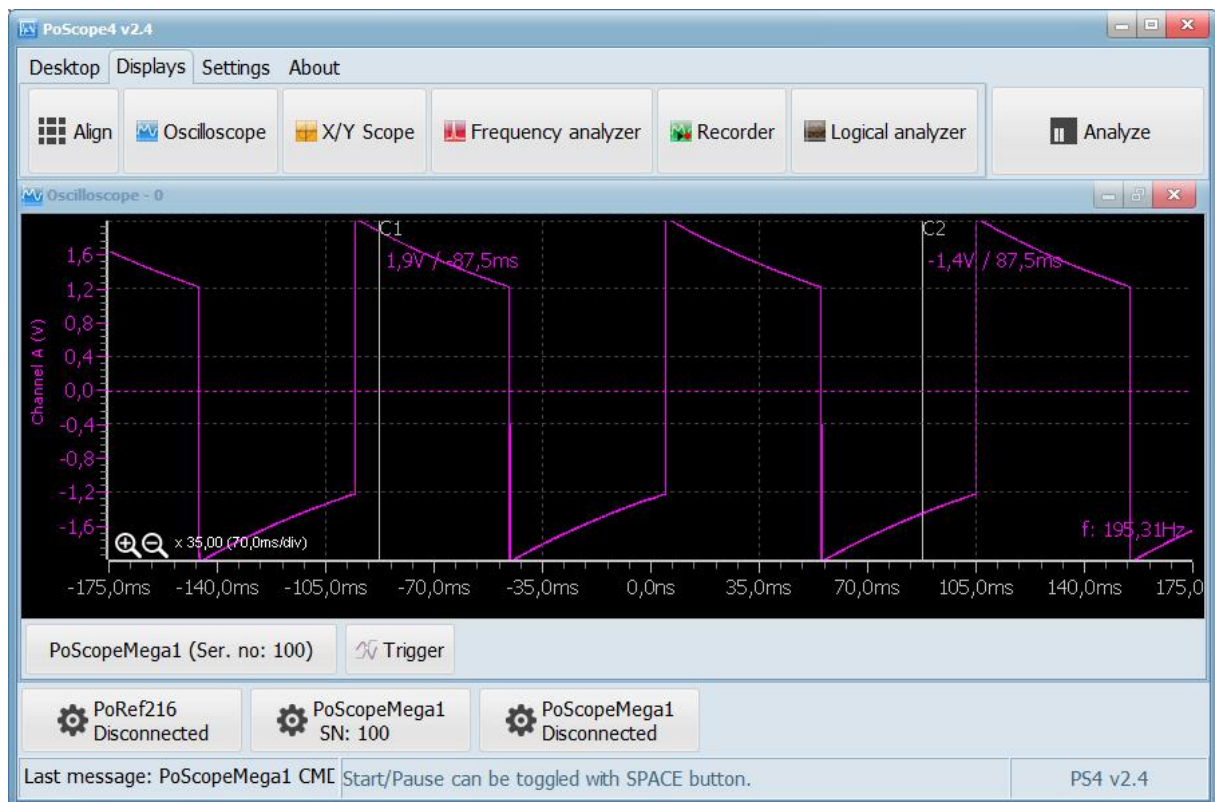 PoScope4 v2.4
Desktop Displays Settings About
Align Oscilloscope X/Y Scope Frequency analyzer Recorder Logical analyzer Analyze
Oscilloscope - 0
C1 C2
1,9V / -87,5ms -1,4V / 87,5ms
Channel A (V)
1,6
1,2
0,8
0,4
0,0
-0,4
-0,8
-1,2
-1,6
f: 195,31Hz
x 35,00 (70,0ms/div)
-175,0ms -140,0ms -105,0ms -70,0ms -35,0ms 0,0ns 35,0ms 70,0ms 105,0ms 140,0ms 175,0
PoScopeMega1 (Ser. no: 100) Trigger
PoRef216
Disconnected
PoScopeMega1
SN: 100
PoScopeMega1
Disconnected
Last message: PoScopeMega1 CMD Start/Pause can be toggled with SPACE button. PS4 v2.4